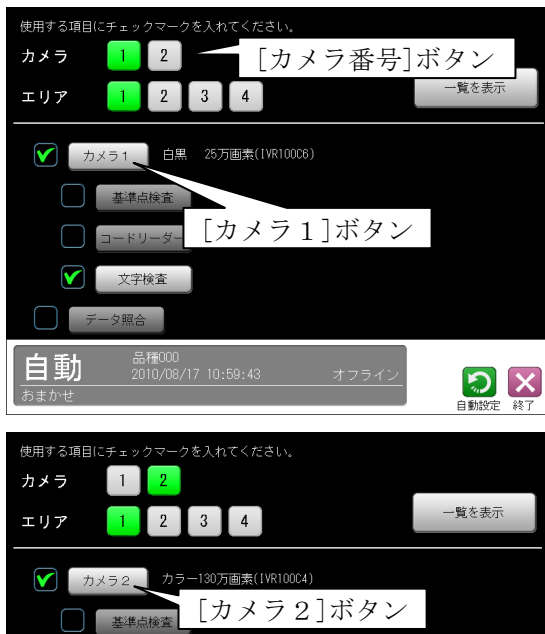 使用する項目にチェックマークを入れてください。
カメラ 1 2 [カメラ番号]ボタン
エリア 1 2 3 4 一覧を表示
カメラ1 白黒 25万画素(IVR100C6)
基準点検査
コードリーダー [カメラ1]ボタン
文字検査
データ照合
自動 品種000
2010/08/17 10:59:43 オフライン
おまかせ
自動設定 終了
使用する項目にチェックマークを入れてください。
カメラ 1 2
エリア 1 2 3 4 一覧を表示
カメラ2 カラー130万画素(IVR100C4)
基準点検査 [カメラ2]ボタン